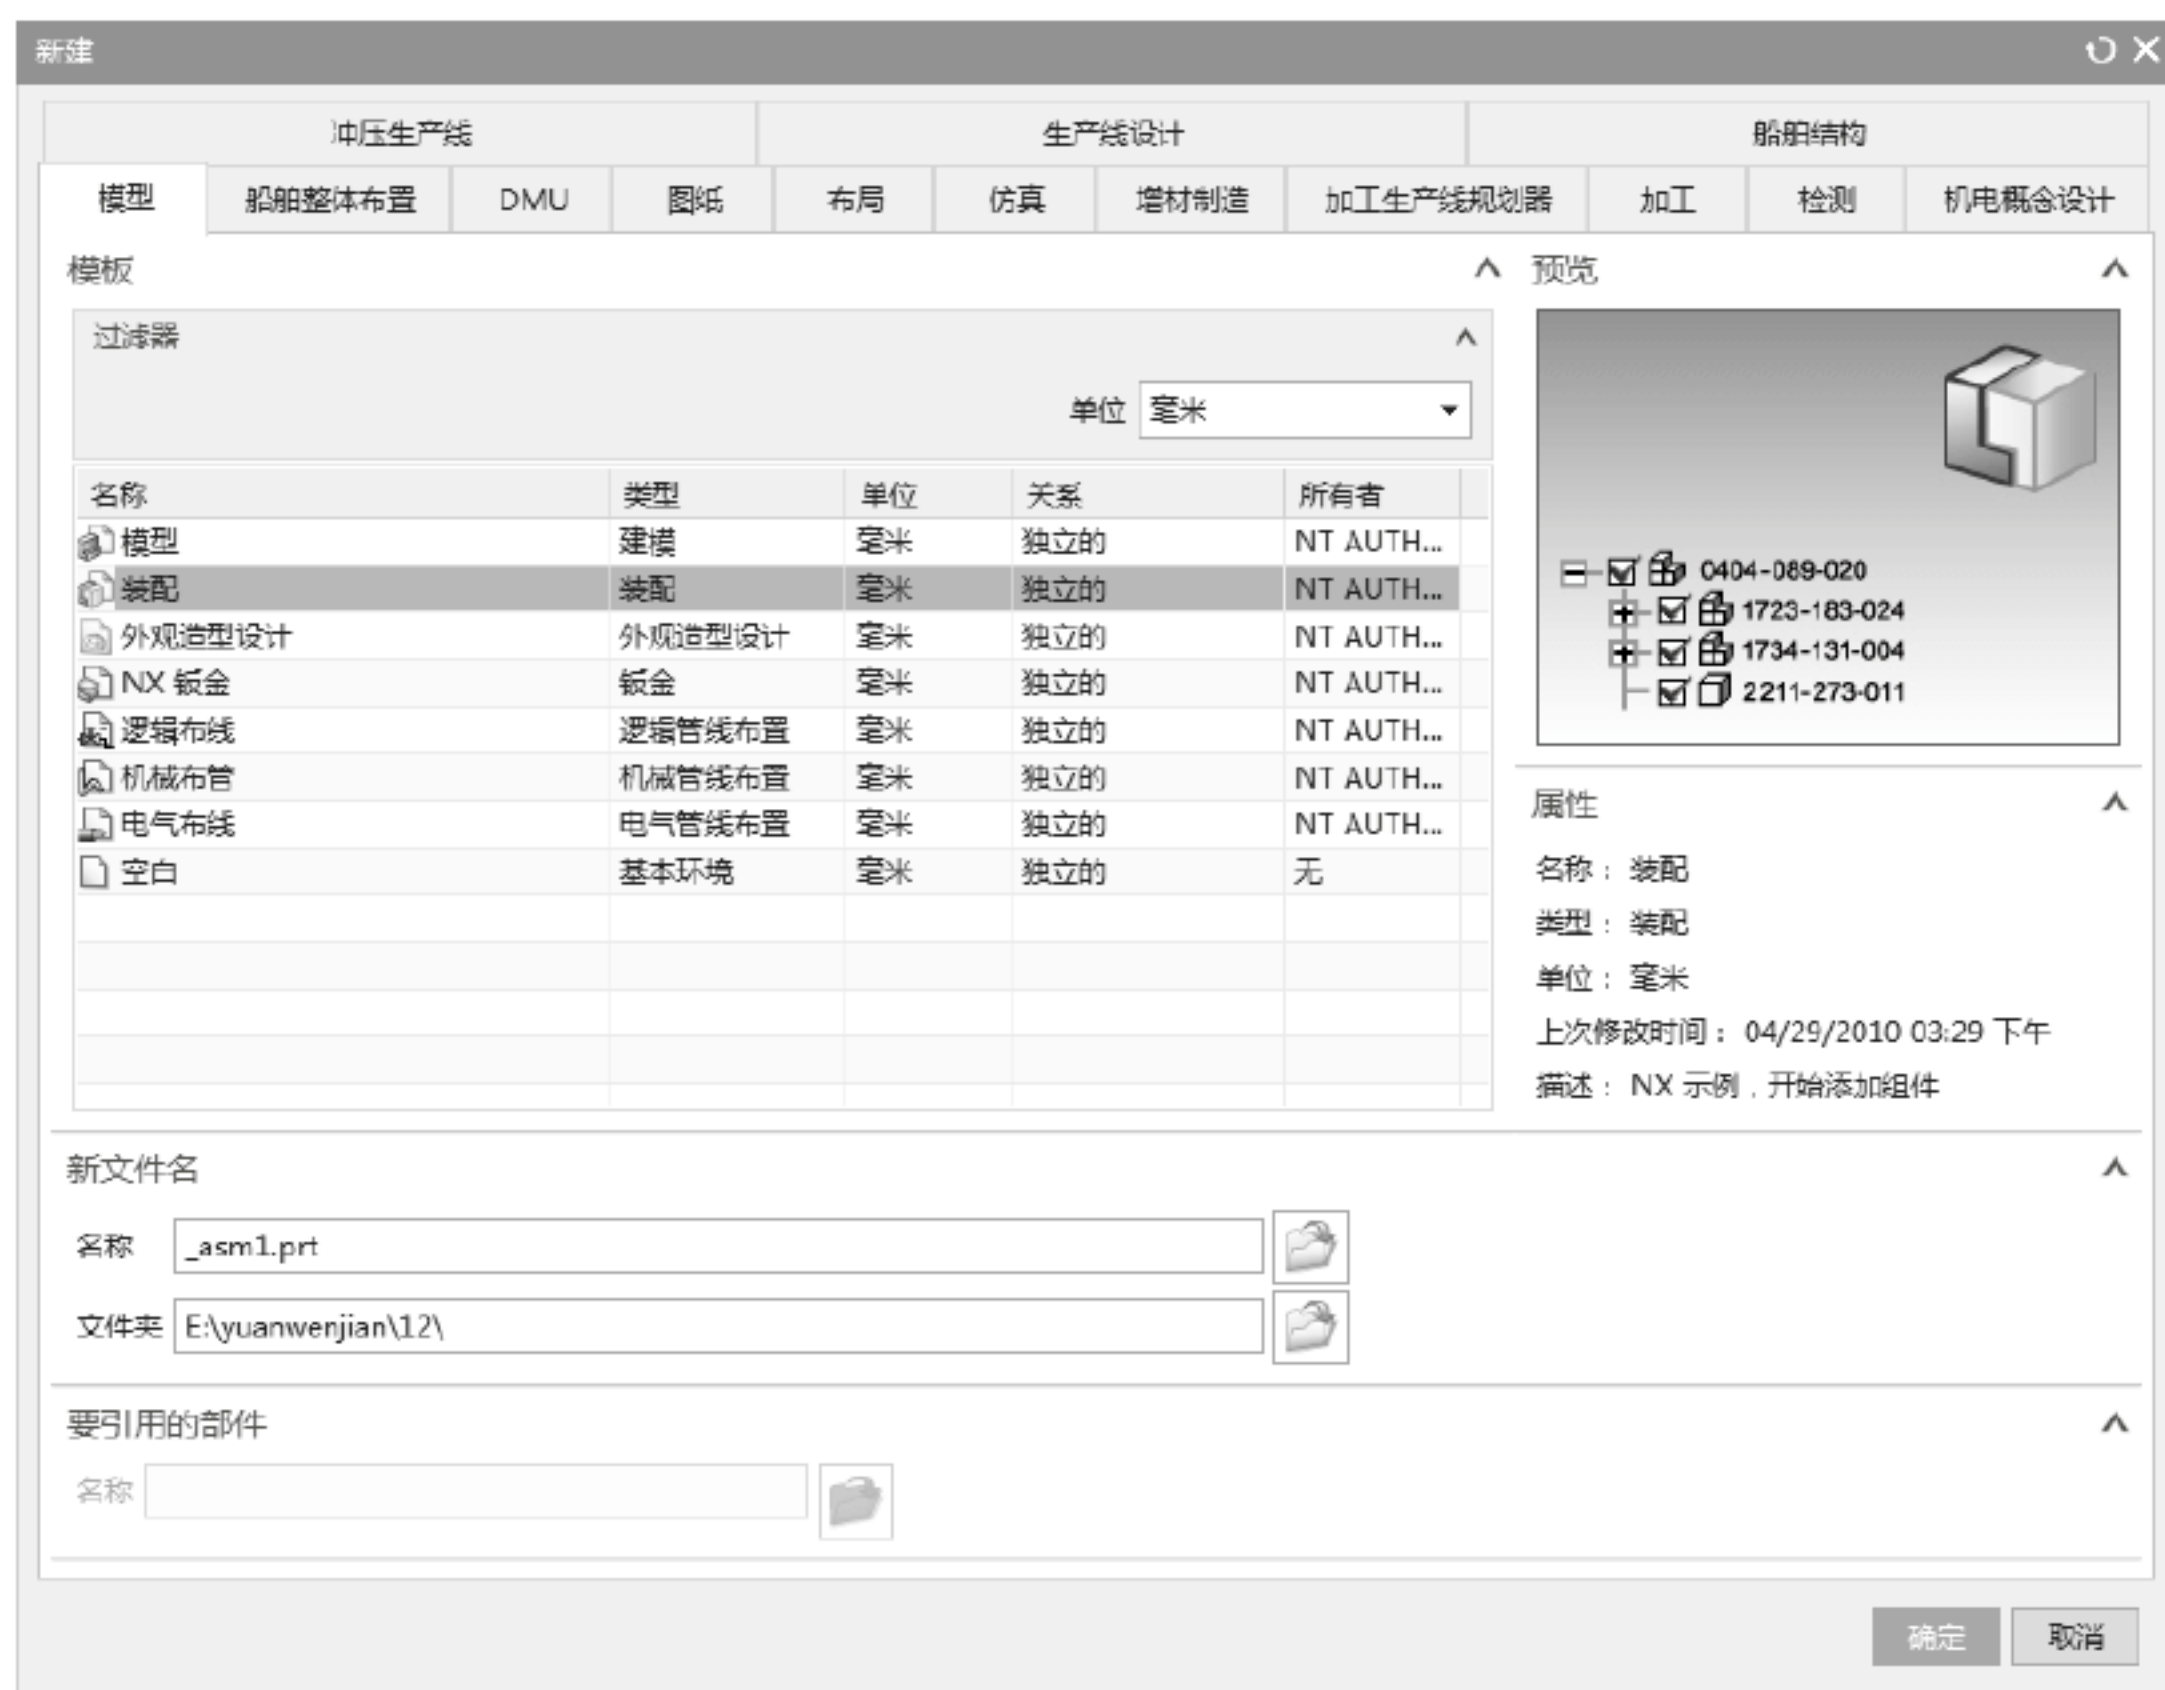 新建
冲压生产线 生产线设计 船舶结构
模型 船舶整体布置 DMU 图纸 布局 仿真 增材制造 加工生产线规划器 加工 检测 机电概念设计
模板
过滤器
单位 毫米
名称 类型 单位 关系 所有者
模型 建模 毫米 独立的 NT AUTH...
装配 装配 毫米 独立的 NT AUTH...
外观造型设计 外观造型设计 毫米 独立的 NT AUTH...
NX 钣金 钣金 毫米 独立的 NT AUTH...
逻辑布线 逻辑管线布置 毫米 独立的 NT AUTH...
机械布管 机械管线布置 毫米 独立的 NT AUTH...
电气布线 电气管线布置 毫米 独立的 NT AUTH...
空白 基本环境 毫米 独立的 无
预览
0404-089-020
1723-183-024
1734-131-004
2211-273-011
属性
名称： 装配
类型： 装配
单位： 毫米
上次修改时间： 04/29/2010 03:29 下午
描述： NX 示例，开始添加组件
新文件名
名称 _asm1.prt
文件夹 E:\yuanwenjian\12\
要引用的部件
名称
确定 取消